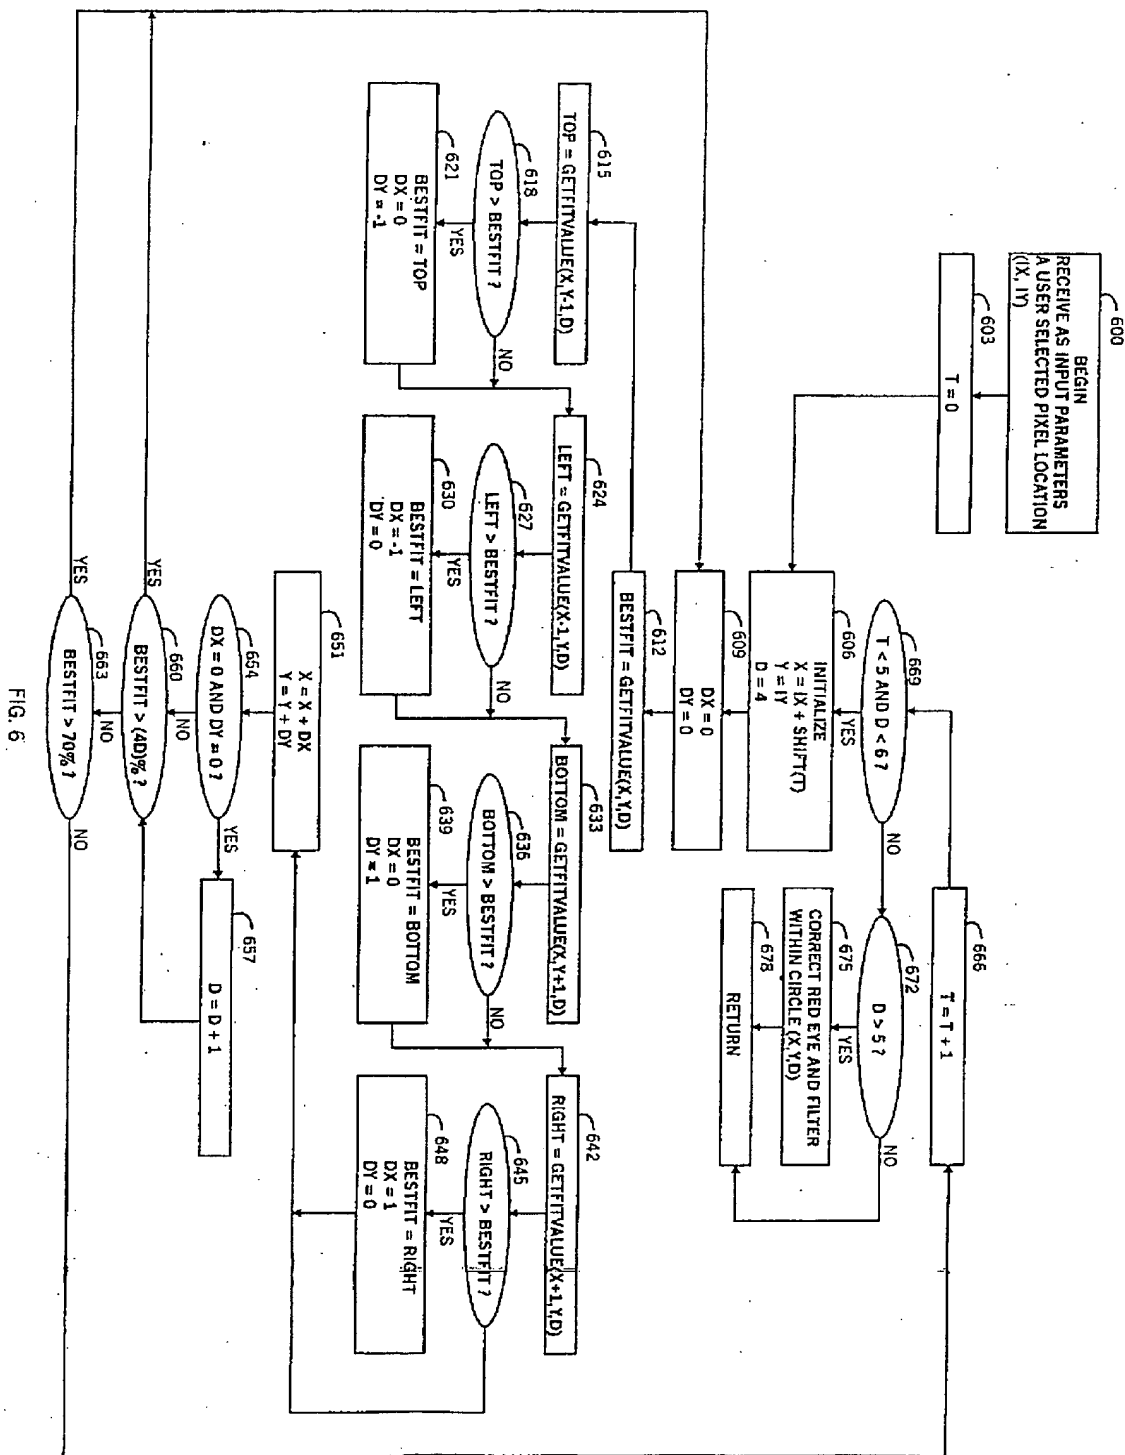 600
BEGIN
RECEIVE AS INPUT PARAMETERS
A USER SELECTED PIXEL LOCATION
(IX, IY)
603
T = 0
666
T = T + 1
669
T < 5 AND D < 6 ?
YES
NO
672
D > 5 ?
YES
NO
675
CORRECT RED EYE AND FILTER
WITHIN CIRCLE (X,Y,D)
678
RETURN
606
INITIALIZE
X = IX + SHIFT(T)
Y = IY
D = 4
609
DX = 0
DY = 0
612
BESTFIT = GETFITVALUE(X,Y,D)
615
TOP = GETFITVALUE(X,Y-1,D)
618
TOP > BESTFIT ?
YES
NO
621
BESTFIT = TOP
DX = 0
DY = -1
624
LEFT = GETFITVALUE(X-1,Y,D)
627
LEFT > BESTFIT ?
YES
NO
630
BESTFIT = LEFT
DX = -1
DY = 0
633
BOTTOM = GETFITVALUE(X,Y+1,D)
636
BOTTOM > BESTFIT ?
YES
NO
639
BESTFIT = BOTTOM
DX = 0
DY = 1
642
RIGHT = GETFITVALUE(X+1,Y,D)
645
RIGHT > BESTFIT ?
YES
648
BESTFIT = RIGHT
DX = 1
DY = 0
651
X = X + DX
Y = Y + DY
654
DX = 0 AND DY = 0 ?
YES
NO
657
D = D + 1
660
BESTFIT > (4D)% ?
YES
NO
663
BESTFIT > 70% ?
YES
NO
FIG. 6